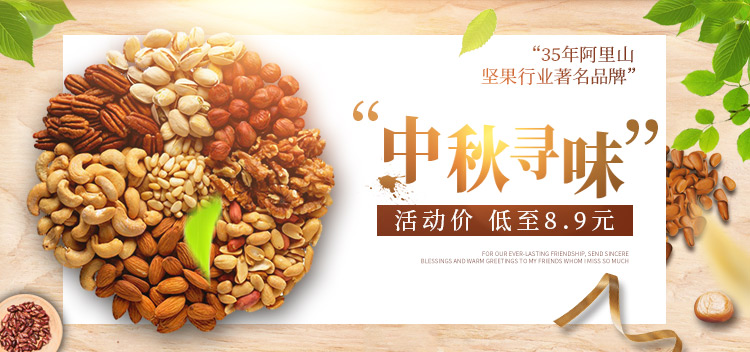 “35年阿里山
坚果行业著名品牌”
“中秋寻味”
活动价 低至8.9元
FOR OUR EVER-LASTING FRIENDSHIP, SEND SINCERE
BLESSINGS AND WARM GREETINGS TO MY FRIENDS WHOM I MISS SO MUCH